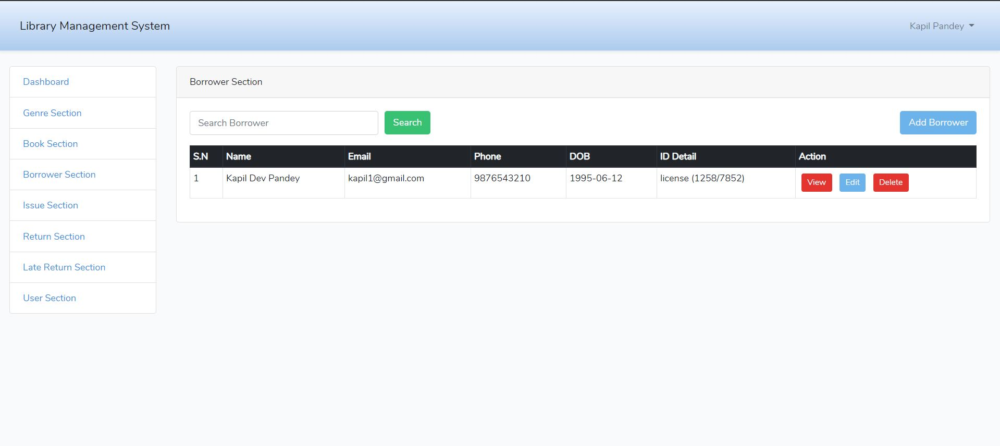 Library Management System
Kapil Pandey
Dashboard
Genre Section
Book Section
Borrower Section
Issue Section
Return Section
Late Return Section
User Section
Borrower Section
Search Borrower Search Add Borrower
S.N Name Email Phone DOB ID Detail Action
1 Kapil Dev Pandey kapil1@gmail.com 9876543210 1995-06-12 license (1258/7852) View Edit Delete